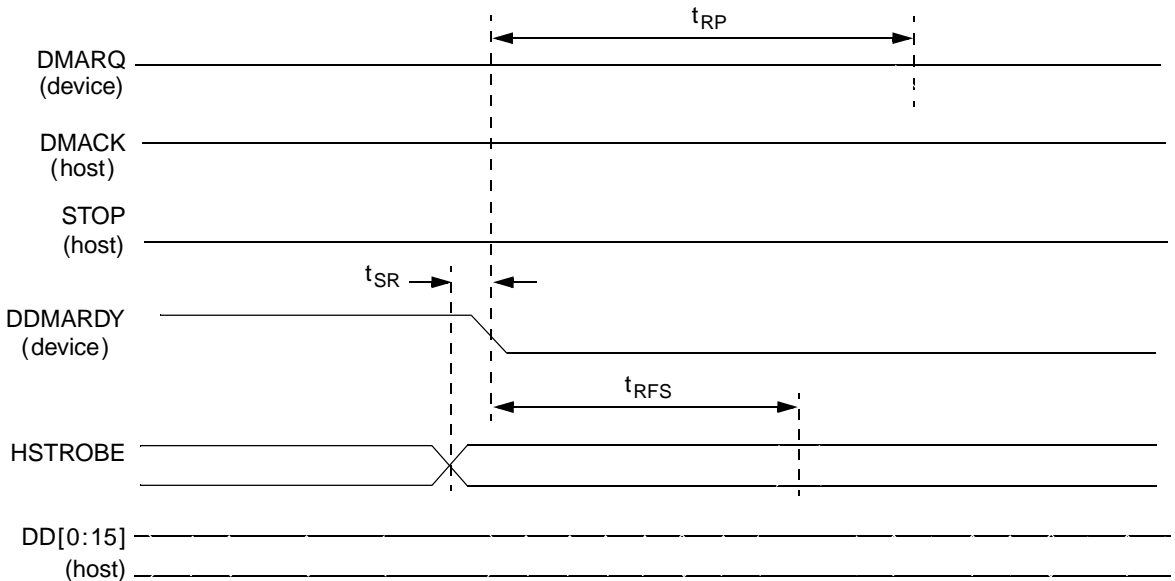 tRP
DMARQ
(device)
DMACK
(host)
STOP
(host)
tSR
DDMARDY
(device)
tRFS
HSTROBE
DD[0:15]
(host)